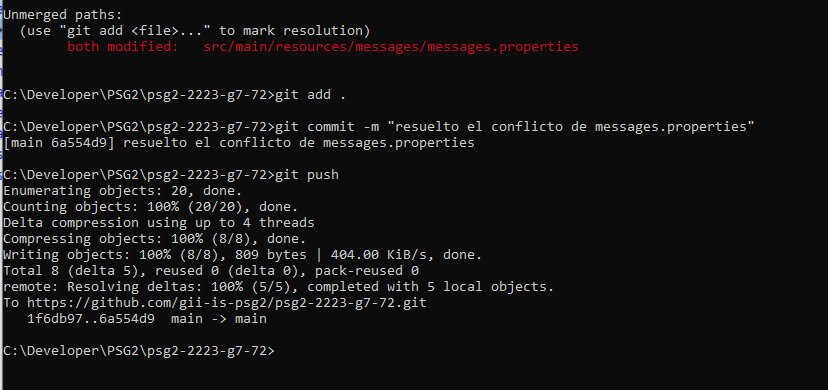 Unmerged paths:
  (use "git add <file>..." to mark resolution)
        both modified:   src/main/resources/messages/messages.properties
C:\Developer\PSG2\psg2-2223-g7-72>git add .
C:\Developer\PSG2\psg2-2223-g7-72>git commit -m "resuelto el conflicto de messages.properties"
[main 6a554d9] resuelto el conflicto de messages.properties
C:\Developer\PSG2\psg2-2223-g7-72>git push
Enumerating objects: 20, done.
Counting objects: 100% (20/20), done.
Delta compression using up to 4 threads
Compressing objects: 100% (8/8), done.
Writing objects: 100% (8/8), 809 bytes | 404.00 KiB/s, done.
Total 8 (delta 5), reused 0 (delta 0), pack-reused 0
remote: Resolving deltas: 100% (5/5), completed with 5 local objects.
To https://github.com/gii-is-psg2/psg2-2223-g7-72.git
   1f6db97..6a554d9  main -> main
C:\Developer\PSG2\psg2-2223-g7-72>